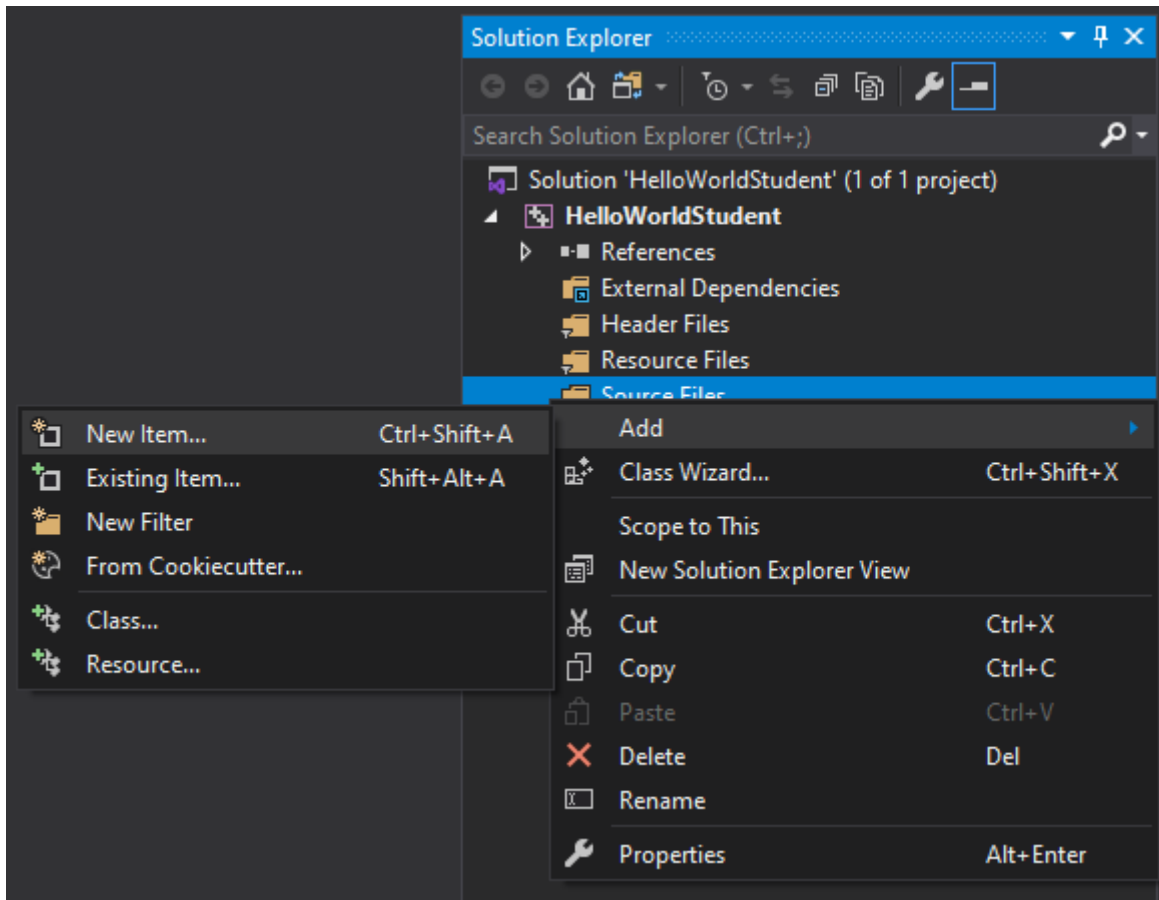 Solution Explorer
Search Solution Explorer (Ctrl+;)
Solution 'HelloWorldStudent' (1 of 1 project)
HelloWorldStudent
References
External Dependencies
Header Files
Resource Files
Source Files
New Item... Ctrl+Shift+A
Existing Item... Shift+Alt+A
New Filter
From Cookiecutter...
Class...
Resource...
Add
Class Wizard... Ctrl+Shift+X
Scope to This
New Solution Explorer View
Cut Ctrl+X
Copy Ctrl+C
Paste Ctrl+V
Delete Del
Rename
Properties Alt+Enter